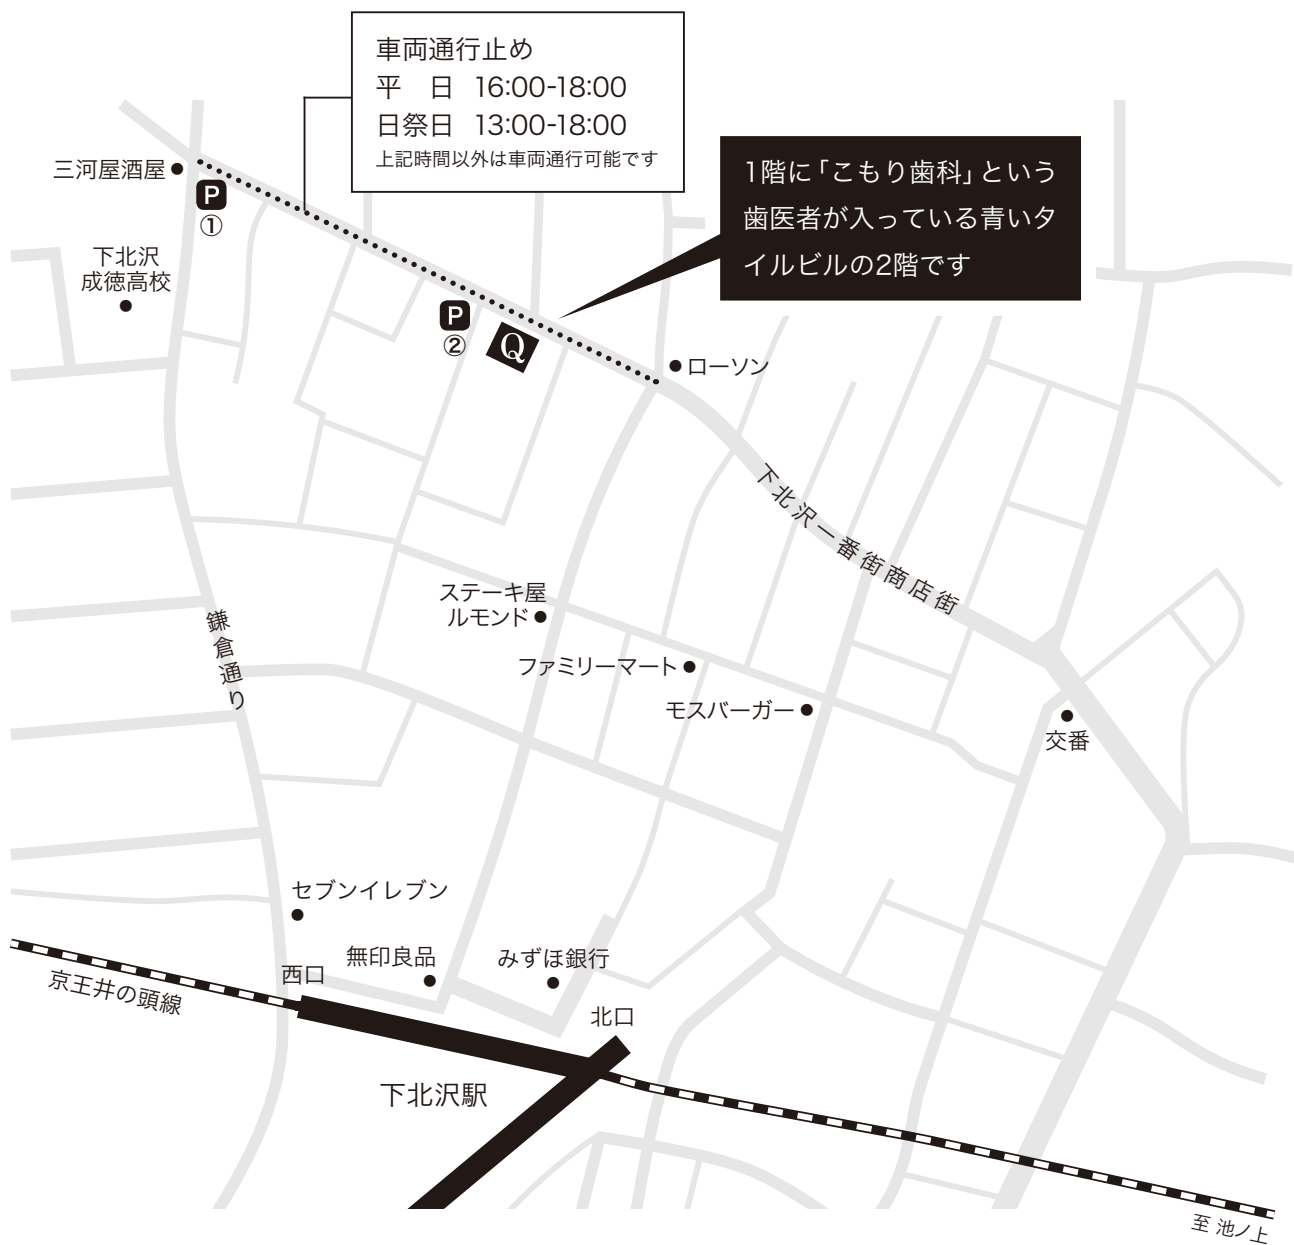 車両通行止め
平　日 16:00-18:00
日祭日 13:00-18:00
上記時間以外は車両通行可能です
1階に「こもり歯科」という
歯医者が入っている青いタ
イルビルの2階です
三河屋酒屋
P
①
下北沢
成徳高校
P
②
Q
ローソン
下北沢一番街商店街
ステーキ屋
ルモンド
鎌倉通り
ファミリーマート
モスバーガー
交番
セブンイレブン
無印良品
みずほ銀行
西口
京王井の頭線
北口
下北沢駅
至 池ノ上